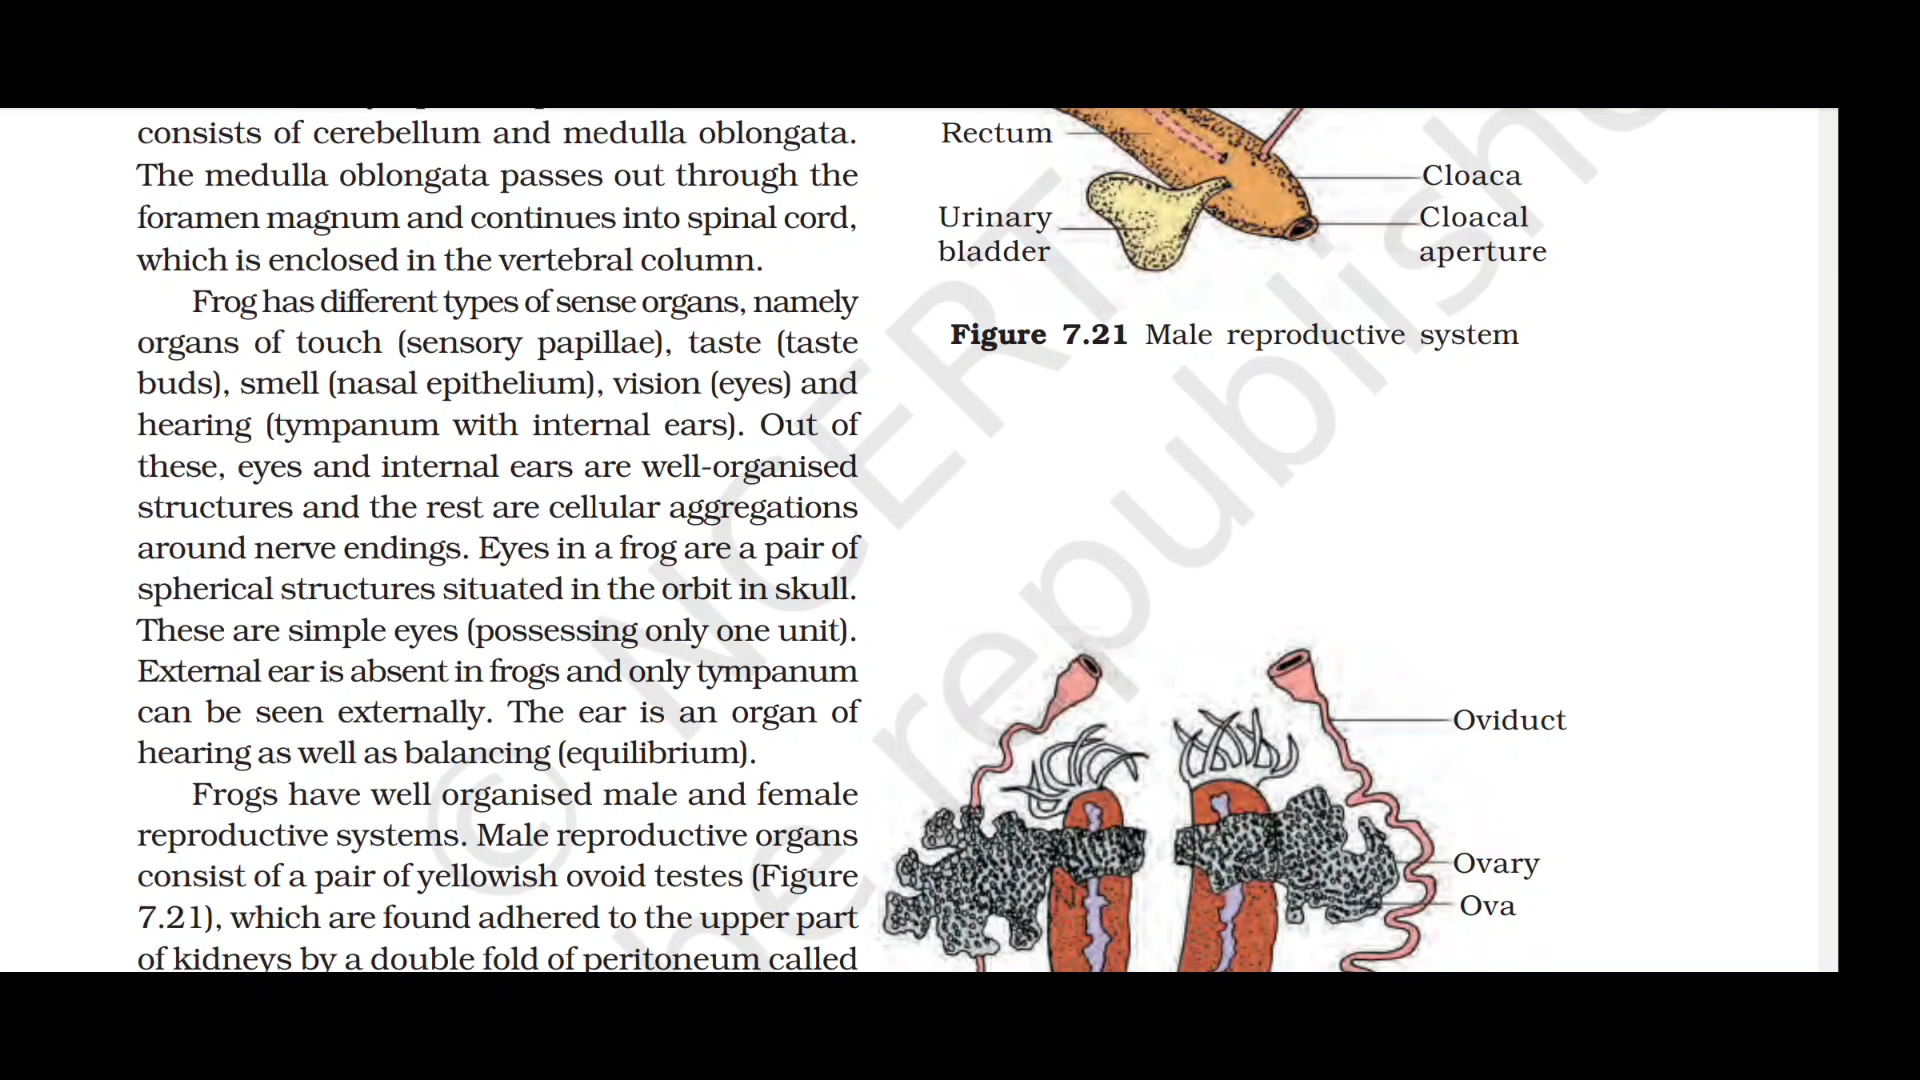 consists of cerebellum and medulla oblongata.
The medulla oblongata passes out through the
foramen magnum and continues into spinal cord,
which is enclosed in the vertebral column.
Frog has different types of sense organs, namely
organs of touch (sensory papillae), taste (taste
buds), smell (nasal epithelium), vision (eyes) and
hearing (tympanum with internal ears). Out of
these, eyes and internal ears are well-organised
structures and the rest are cellular aggregations
around nerve endings. Eyes in a frog are a pair of
spherical structures situated in the orbit in skull.
These are simple eyes (possessing only one unit).
External ear is absent in frogs and only tympanum
can be seen externally. The ear is an organ of
hearing as well as balancing (equilibrium).
Frogs have well organised male and female
reproductive systems. Male reproductive organs
consist of a pair of yellowish ovoid testes (Figure
7.21), which are found adhered to the upper part
of kidneys by a double fold of peritoneum called
Rectum
Cloaca
Urinary
bladder
Cloacal
aperture
Figure 7.21 Male reproductive system
Oviduct
Ovary
Ova
© NCERT
be republishe